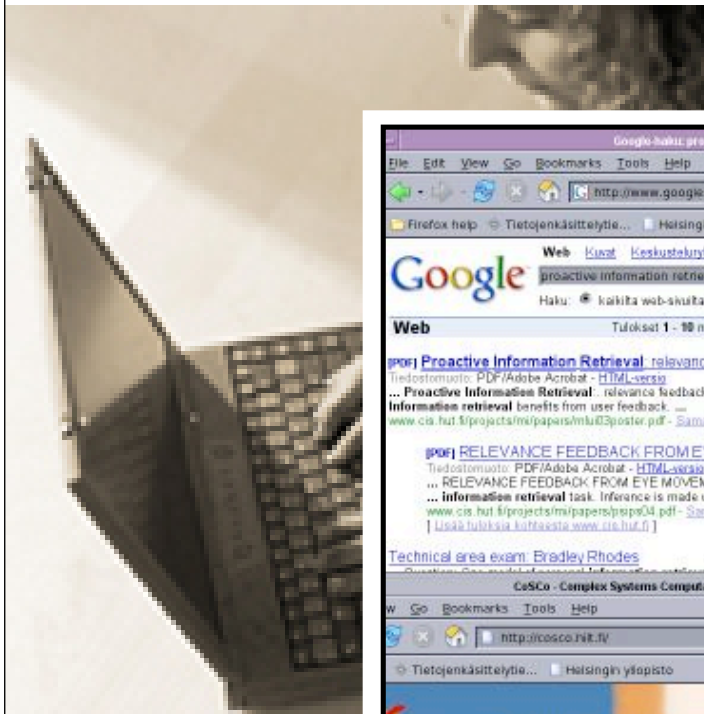 Google-haku: pro
File Edit View Go Bookmarks Tools Help
http://www.google
Firefox help Tietojenkäsittelytie... Helsing
Web Kuvat Keskusteluryh
Google
proactive information retrie
Haku: kaikilta web-sivuilta
Web Tulokset 1 - 10 n
[PDF] Proactive Information Retrieval: relevanc
Tiedostomuoto: PDF/Adobe Acrobat - HTML-versio
... Proactive Information Retrieval: . relevance feedback
Information retrieval benefits from user feedback. ...
www.cis.hut.fi/projects/mi/papers/mlui03poster.pdf - Sama
[PDF] RELEVANCE FEEDBACK FROM E
Tiedostomuoto: PDF/Adobe Acrobat - HTML-versio
... RELEVANCE FEEDBACK FROM EYE MOVEM
... information retrieval task. Inference is made u
www.cis.hut.fi/projects/mi/papers/psips04.pdf - Sar
[ Lisää tuloksia kohteesta www.cis.hut.fi ]
Technical area exam: Bradley Rhodes
CoSCo - Complex Systems Computa
w Go Bookmarks Tools Help
http://cosco.hiit.fi/
Tietojenkäsittelytie... Helsingin yliopisto